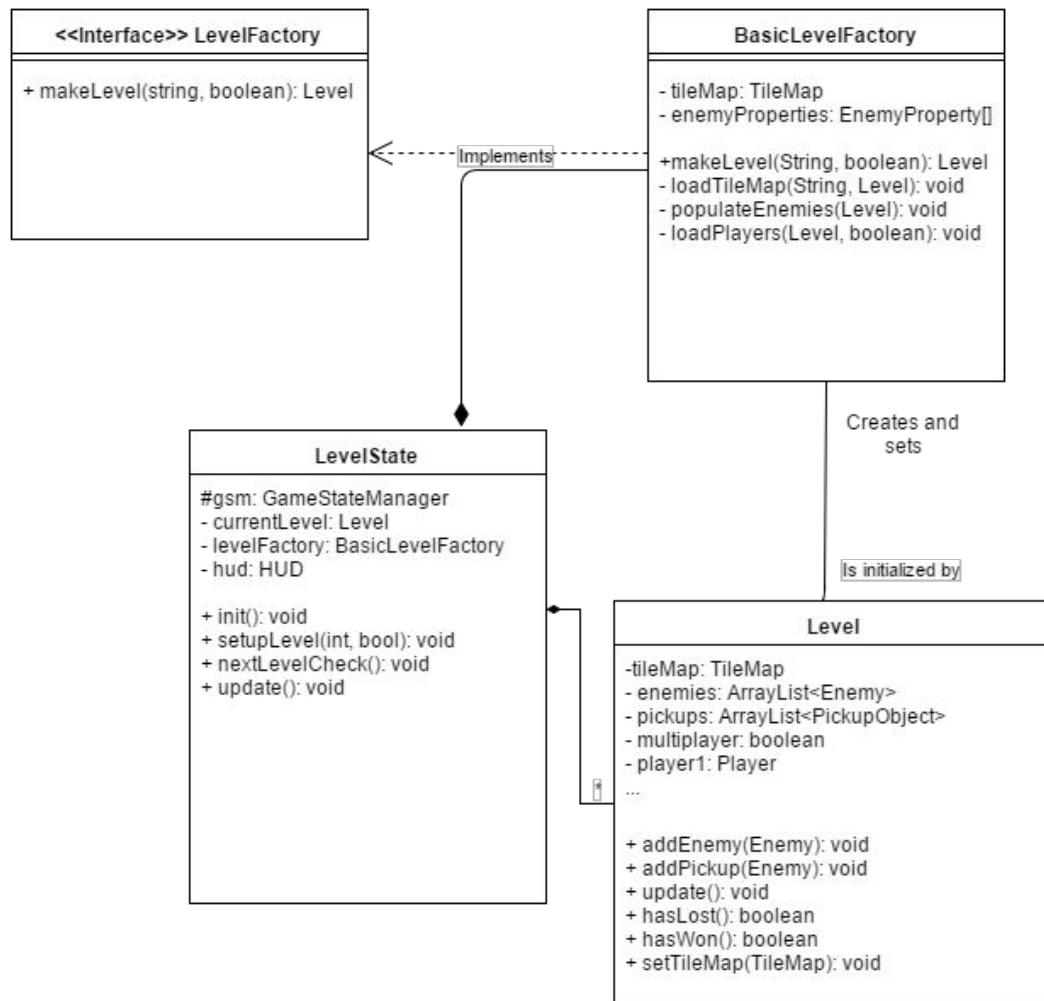 <<Interface>> LevelFactory
+ makeLevel(string, boolean): Level
BasicLevelFactory
- tileMap: TileMap
- enemyProperties: EnemyProperty[]
+makeLevel(String, boolean): Level
- loadTileMap(String, Level): void
- populateEnemies(Level): void
- loadPlayers(Level, boolean): void
Implements
Creates and
sets
Is initialized by
LevelState
#gsm: GameStateManager
- currentLevel: Level
- levelFactory: BasicLevelFactory
- hud: HUD
+ init(): void
+ setupLevel(int, bool): void
+ nextLevelCheck(): void
+ update(): void
*
Level
-tileMap: TileMap
- enemies: ArrayList<Enemy>
- pickups: ArrayList<PickupObject>
- multiplayer: boolean
- player1: Player
...
+ addEnemy(Enemy): void
+ addPickup(Enemy): void
+ update(): void
+ hasLost(): boolean
+ hasWon(): boolean
+ setTileMap(TileMap): void